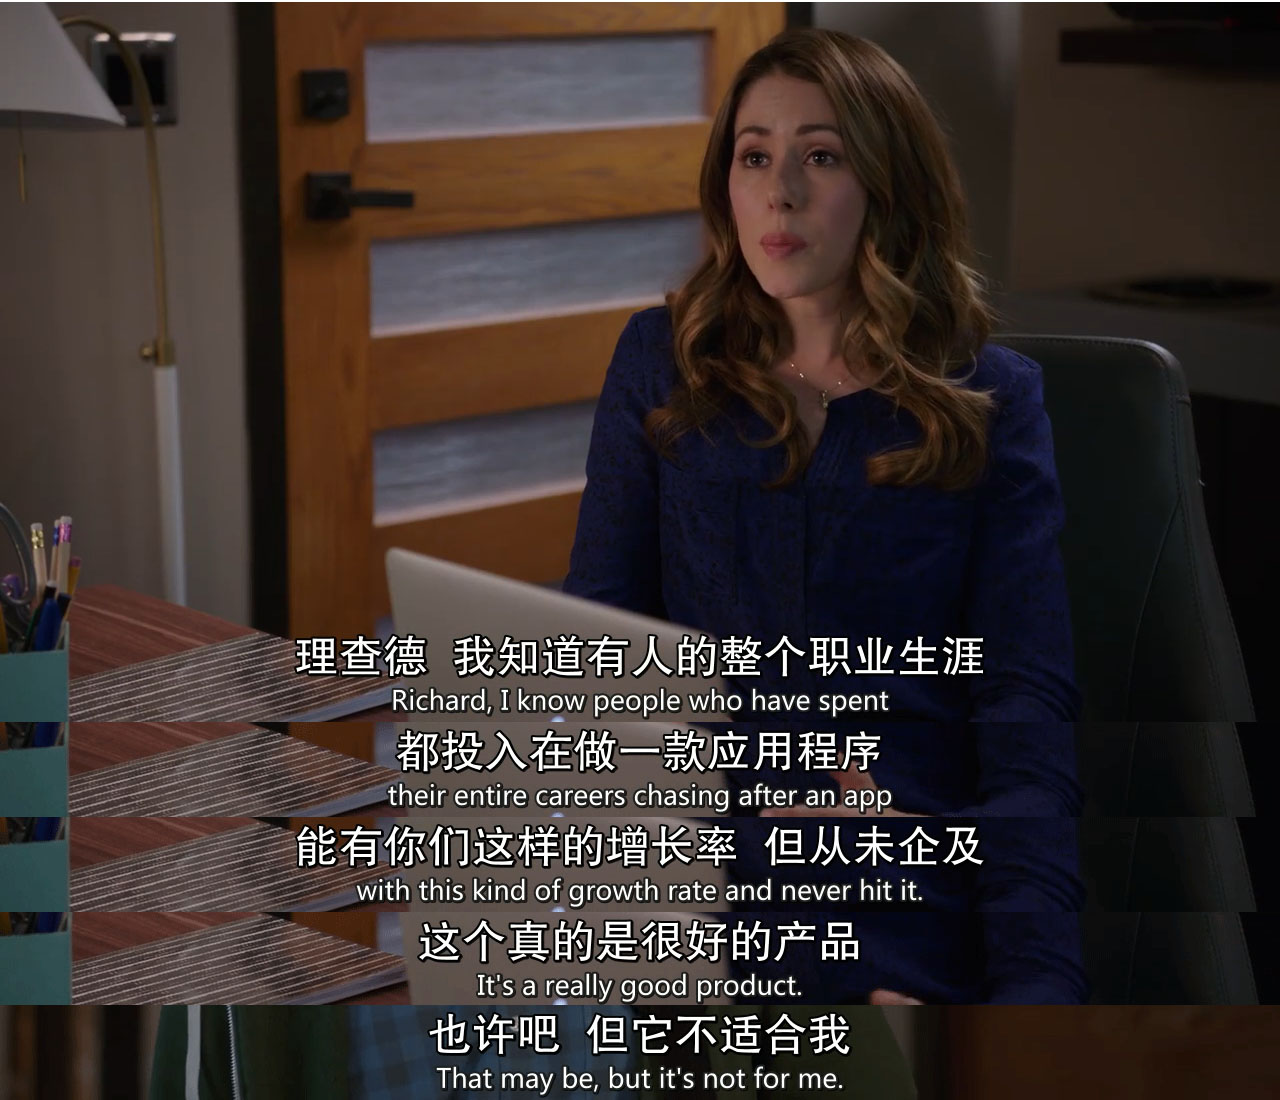 理查德 我知道有人的整个职业生涯
Richard, I know people who have spent
都投入在做一款应用程序
their entire careers chasing after an app
能有你们这样的增长率 但从未企及
with this kind of growth rate and never hit it.
这个真的是很好的产品
It's a really good product.
也许吧 但它不适合我
That may be, but it's not for me.